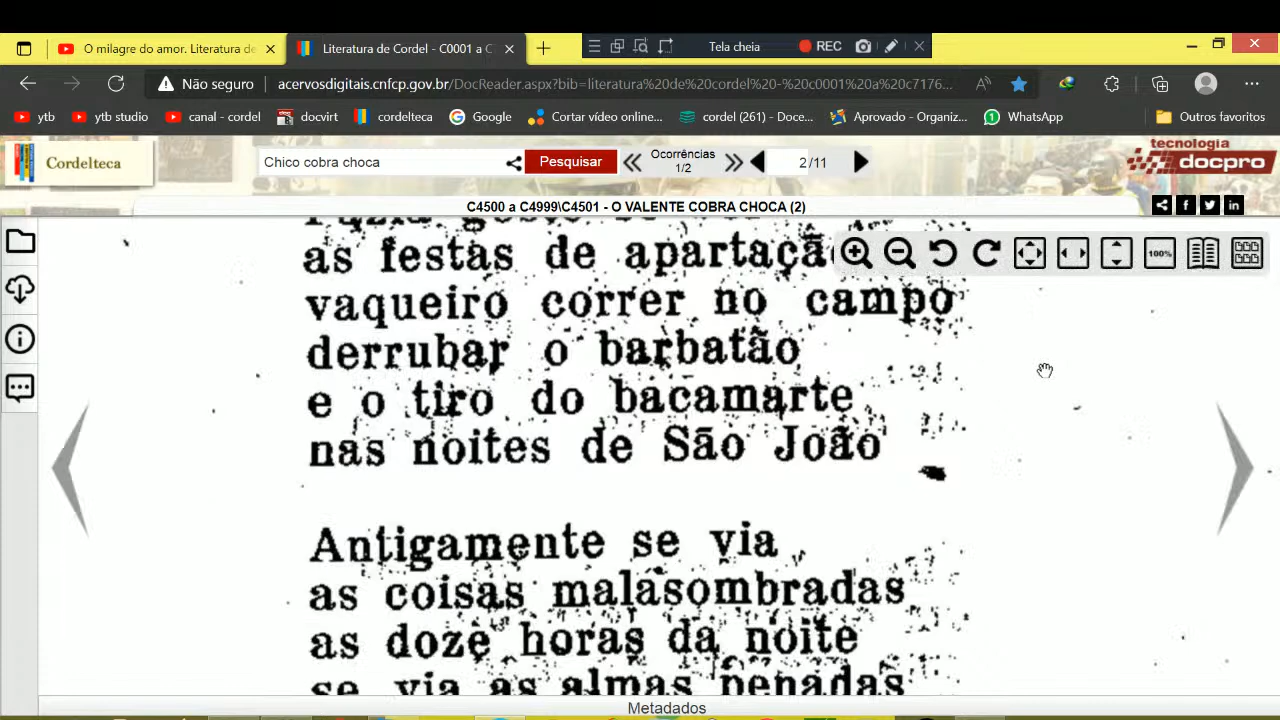 O milagre do amor. Literatura de
Literatura de Cordel - C0001 a C
Tela cheia
REC
Não seguro
acervosdigitais.cnfcp.gov.br/DocReader.aspx?bib=literatura%20de%20cordel%20-%20c0001%20a%20c7176...
ytb
ytb studio
canal - cordel
docvirt
cordelteca
Google
Cortar vídeo online...
cordel (261) - Doce...
Aprovado - Organiz...
WhatsApp
Outros favoritos
Cordelteca
Chico cobra choca
Pesquisar
Ocorrências
1/2
2 /11
tecnologia
docpro
C4500 a C4999\C4501 - O VALENTE COBRA CHOCA (2)
100%
as festas de apartaçã
vaqueiro correr no campo
derrubar o barbatão
e o tiro do bacamarte
nas noites de São João
Antigamente se via
as coisas malasombradas
as doze horas da noite
se via as almas penadas
Metadados